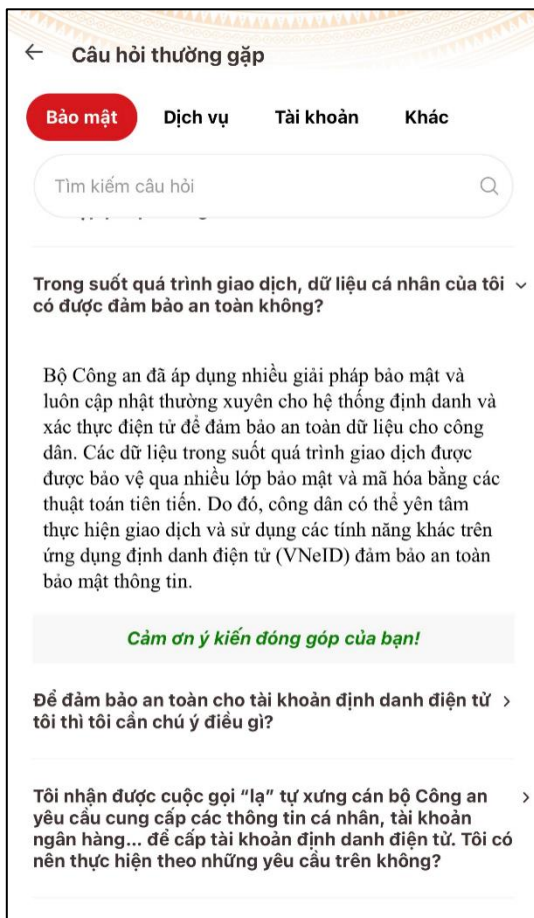 Câu hỏi thường gặp
Bảo mật Dịch vụ Tài khoản Khác
Tìm kiếm câu hỏi
Trong suốt quá trình giao dịch, dữ liệu cá nhân của tôi
có được đảm bảo an toàn không?
Bộ Công an đã áp dụng nhiều giải pháp bảo mật và
luôn cập nhật thường xuyên cho hệ thống định danh và
xác thực điện tử để đảm bảo an toàn dữ liệu cho công
dân. Các dữ liệu trong suốt quá trình giao dịch được
được bảo vệ qua nhiều lớp bảo mật và mã hóa bằng các
thuật toán tiên tiến. Do đó, công dân có thể yên tâm
thực hiện giao dịch và sử dụng các tính năng khác trên
ứng dụng định danh điện tử (VNeID) đảm bảo an toàn
bảo mật thông tin.
Cảm ơn ý kiến đóng góp của bạn!
Để đảm bảo an toàn cho tài khoản định danh điện tử
tôi thì tôi cần chú ý điều gì?
Tôi nhận được cuộc gọi “lạ” tự xưng cán bộ Công an
yêu cầu cung cấp các thông tin cá nhân, tài khoản
ngân hàng... để cấp tài khoản định danh điện tử. Tôi có
nên thực hiện theo những yêu cầu trên không?